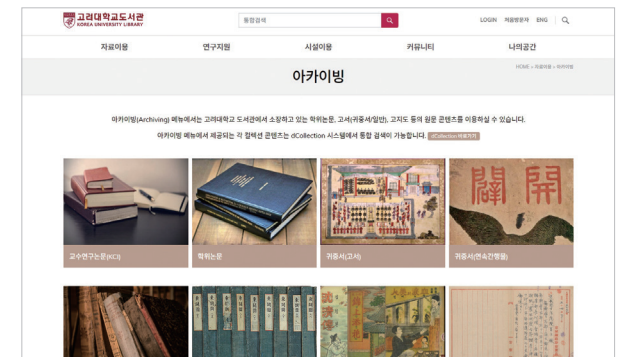 고려대학교도서관
KOREA UNIVERSITY LIBRARY
통합검색
LOGIN 처음방문자 ENG
자료이용 연구지원 시설이용 커뮤니티 나의공간
아카이빙
HOME > 자료이용 > 아카이빙
아카이빙(Archiving) 메뉴에서는 고려대학교 도서관에서 소장하고 있는 학위논문, 고서(귀중서/일반), 고지도 등의 원문 콘텐츠를 이용하실 수 있습니다.
아카이빙 메뉴에서 제공되는 각 컬렉션 콘텐츠는 dCollection 시스템에서 통합 검색이 가능합니다. dCollection 바로가기
開闢
교수연구논문(KCI) 학위논문 귀중서(고서) 귀중서(연속간행물)